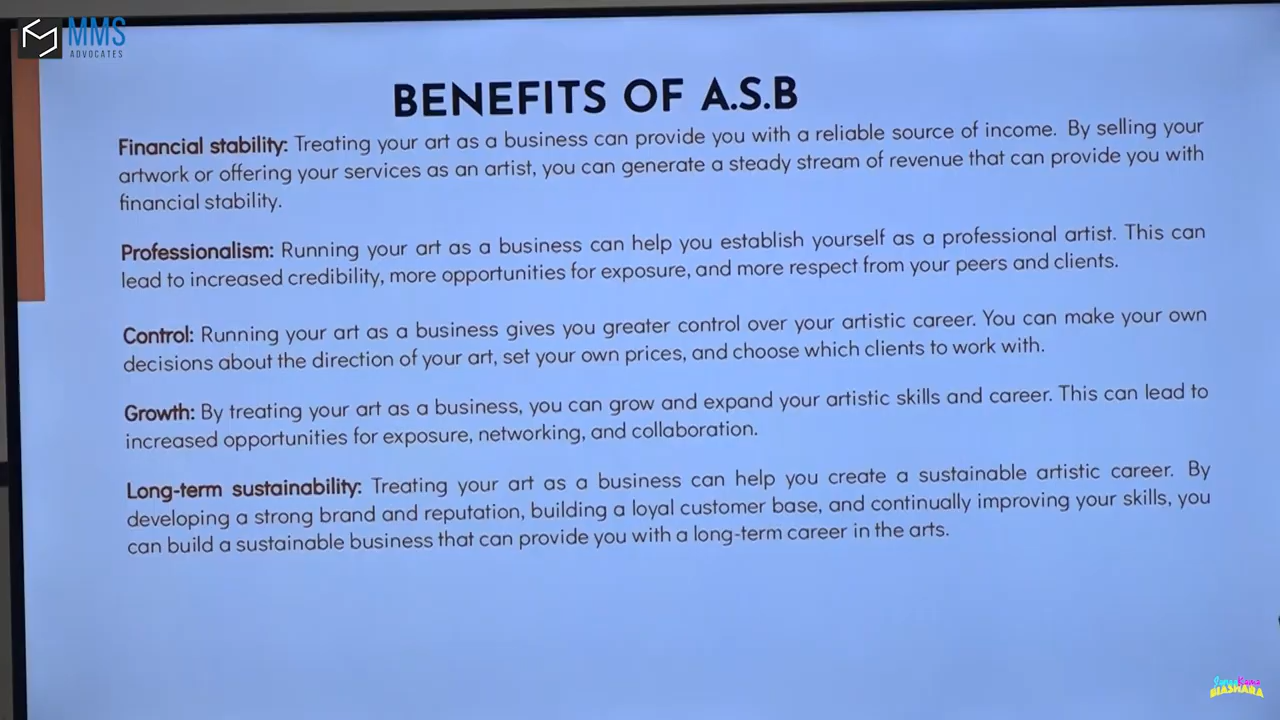 MMS
ADVOCATES
BENEFITS OF A.S.B
Financial stability: Treating your art as a business can provide you with a reliable source of income. By selling your
artwork or offering your services as an artist, you can generate a steady stream of revenue that can provide you with
financial stability.
Professionalism: Running your art as a business can help you establish yourself as a professional artist. This can
lead to increased credibility, more opportunities for exposure, and more respect from your peers and clients.
Control: Running your art as a business gives you greater control over your artistic career. You can make your own
decisions about the direction of your art, set your own prices, and choose which clients to work with.
Growth: By treating your art as a business, you can grow and expand your artistic skills and career. This can lead to
increased opportunities for exposure, networking, and collaboration.
Long-term sustainability: Treating your art as a business can help you create a sustainable artistic career. By
developing a strong brand and reputation, building a loyal customer base, and continually improving your skills, you
can build a sustainable business that can provide you with a long-term career in the arts.
BIASHARA